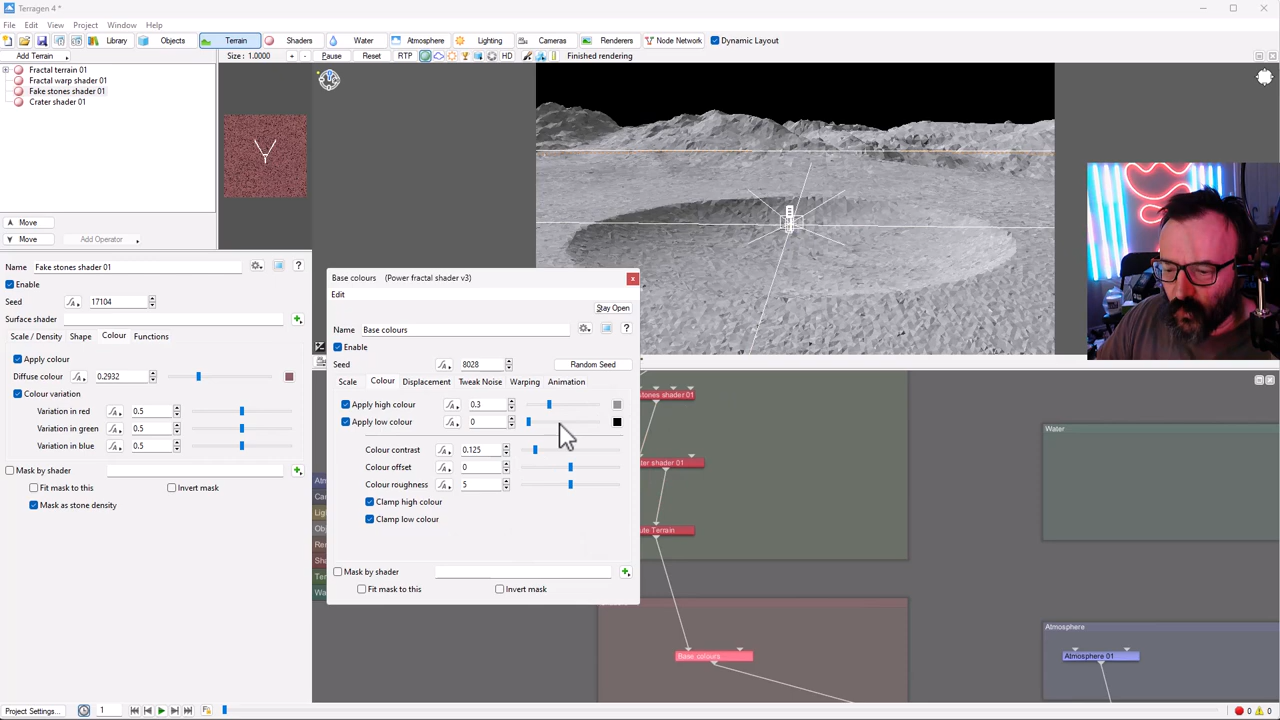 Terragen 4 *
File Edit View Project Window Help
Library Objects Terrain Shaders Water Atmosphere Lighting Cameras Renderers Node Network Dynamic Layout
Add Terrain Size : 1.0000 + - Pause Reset RTP HD Finished rendering
Fractal terrain 01
Fractal warp shader 01
Fake stones shader 01
Crater shader 01
Move
Move Add Operator
Name Fake stones shader 01 ?
Enable
Seed 17104
Surface shader
Scale / Density Shape Colour Functions
Apply colour
Diffuse colour 0.2932
Colour variation
Variation in red 0.5
Variation in green 0.5
Variation in blue 0.5
Mask by shader
Fit mask to this Invert mask
Mask as stone density
Base colours (Power fractal shader v3) x
Edit
Stay Open
Name Base colours ?
Enable
Seed 8028 Random Seed
Scale Colour Displacement Tweak Noise Warping Animation
Apply high colour 0.3
Apply low colour 0
Colour contrast 0.125
Colour offset 0
Colour roughness 5
Clamp high colour
Clamp low colour
Mask by shader
Fit mask to this Invert mask
stones shader 01
shader 01
Terrain
Base colours
Water
Atmosphere
Atmosphere 01
Project Settings... 1 0 0